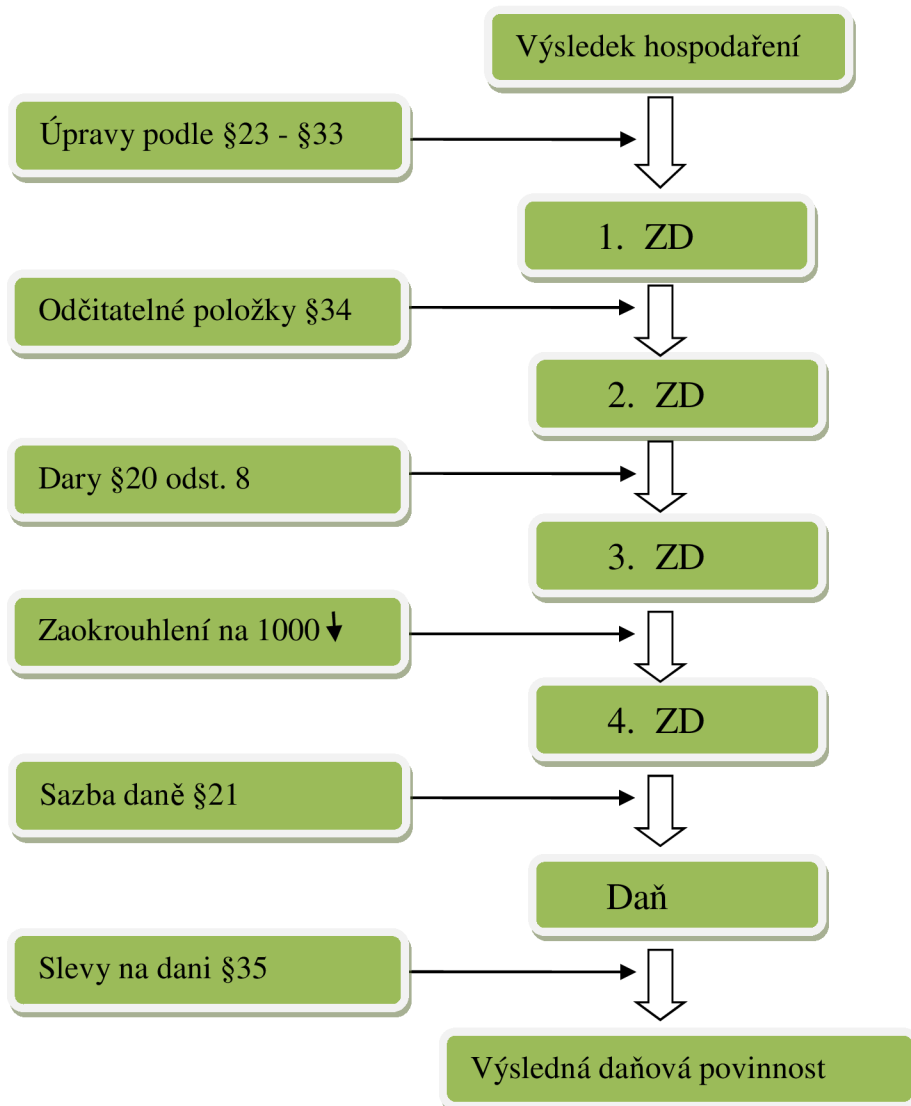 Výsledek hospodaření
Úpravy podle §23 - §33
1. ZD
Odčitatelné položky §34
2. ZD
Dary §20 odst. 8
3. ZD
Zaokrouhlení na 1000
4. ZD
Sazba daně §21
Daň
Slevy na dani §35
Výsledná daňová povinnost